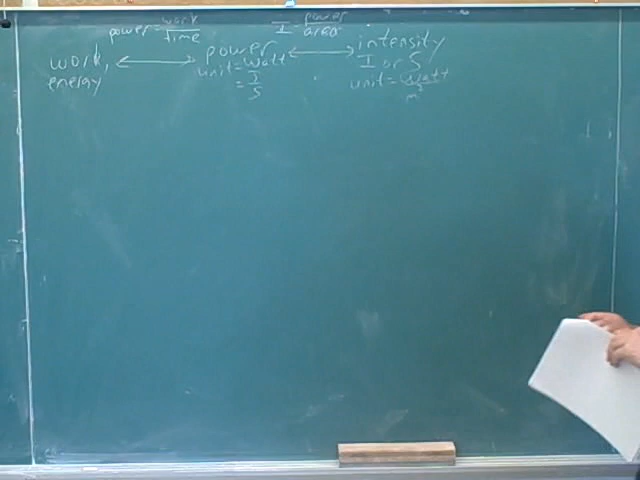 power = work/time
I = power/area
work, energy ⟷ power ⟷ intensity
unit = watt
= J/s
I or S
unit = watt/m²